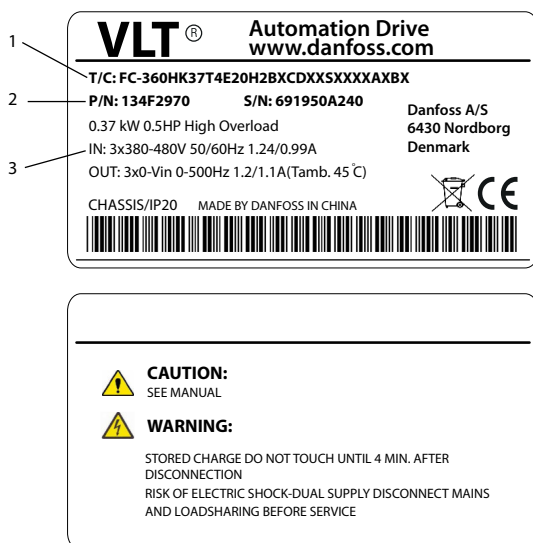 VLT ® Automation Drive
www.danfoss.com
1
T/C: FC-360HK37T4E20H2BXCDXXSXXXXAXBX
2
P/N: 134F2970 S/N: 691950A240
0.37 kW 0.5HP High Overload
Danfoss A/S
6430 Nordborg
Denmark
3
IN: 3x380-480V 50/60Hz 1.24/0.99A
OUT: 3x0-Vin 0-500Hz 1.2/1.1A(Tamb. 45˚C)
CHASSIS/IP20 MADE BY DANFOSS IN CHINA
CE
CAUTION:
SEE MANUAL
WARNING:
STORED CHARGE DO NOT TOUCH UNTIL 4 MIN. AFTER
DISCONNECTION
RISK OF ELECTRIC SHOCK-DUAL SUPPLY DISCONNECT MAINS
AND LOADSHARING BEFORE SERVICE